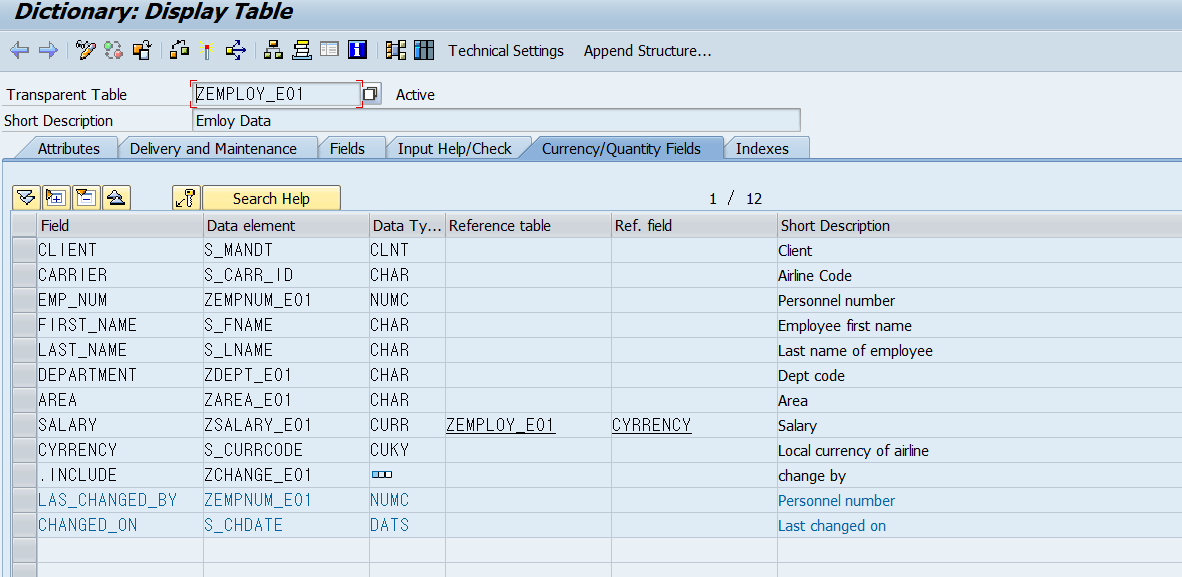 Dictionary: Display Table
Technical Settings Append Structure...
Transparent Table ZEMPLOY_E01 Active
Short Description Emloy Data
Attributes Delivery and Maintenance Fields Input Help/Check Currency/Quantity Fields Indexes
Search Help 1 / 12
Field Data element Data Ty... Reference table Ref. field Short Description
CLIENT S_MANDT CLNT Client
CARRIER S_CARR_ID CHAR Airline Code
EMP_NUM ZEMPNUM_E01 NUMC Personnel number
FIRST_NAME S_FNAME CHAR Employee first name
LAST_NAME S_LNAME CHAR Last name of employee
DEPARTMENT ZDEPT_E01 CHAR Dept code
AREA ZAREA_E01 CHAR Area
SALARY ZSALARY_E01 CURR ZEMPLOY_E01 CYRRENCY Salary
CYRRENCY S_CURRCODE CUKY Local currency of airline
.INCLUDE ZCHANGE_E01 change by
LAS_CHANGED_BY ZEMPNUM_E01 NUMC Personnel number
CHANGED_ON S_CHDATE DATS Last changed on